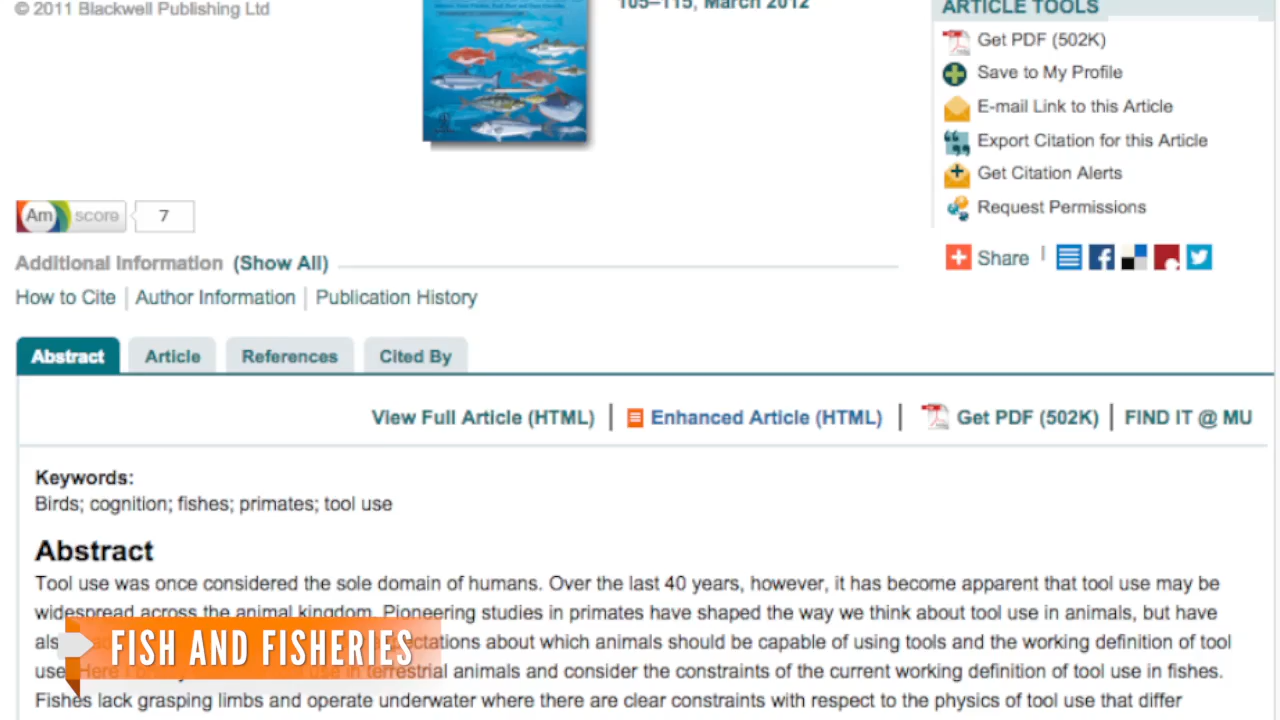 © 2011 Blackwell Publishing Ltd
105–115, March 2012
ARTICLE TOOLS
Get PDF (502K)
Save to My Profile
E-mail Link to this Article
Export Citation for this Article
Get Citation Alerts
Request Permissions
Share
Am score 7
Additional Information (Show All)
How to Cite | Author Information | Publication History
Abstract Article References Cited By
View Full Article (HTML) | Enhanced Article (HTML) | Get PDF (502K) | FIND IT @ MU
Keywords:
Birds; cognition; fishes; primates; tool use
Abstract
Tool use was once considered the sole domain of humans. Over the last 40 years, however, it has become apparent that tool use may be
widespread across the animal kingdom. Pioneering studies in primates have shaped the way we think about tool use in animals, but have
about which animals should be capable of using tools and the working definition of tool
use in terrestrial animals and consider the constraints of the current working definition of tool use in fishes.
Fishes lack grasping limbs and operate underwater where there are clear constraints with respect to the physics of tool use that differ
FISH AND FISHERIES